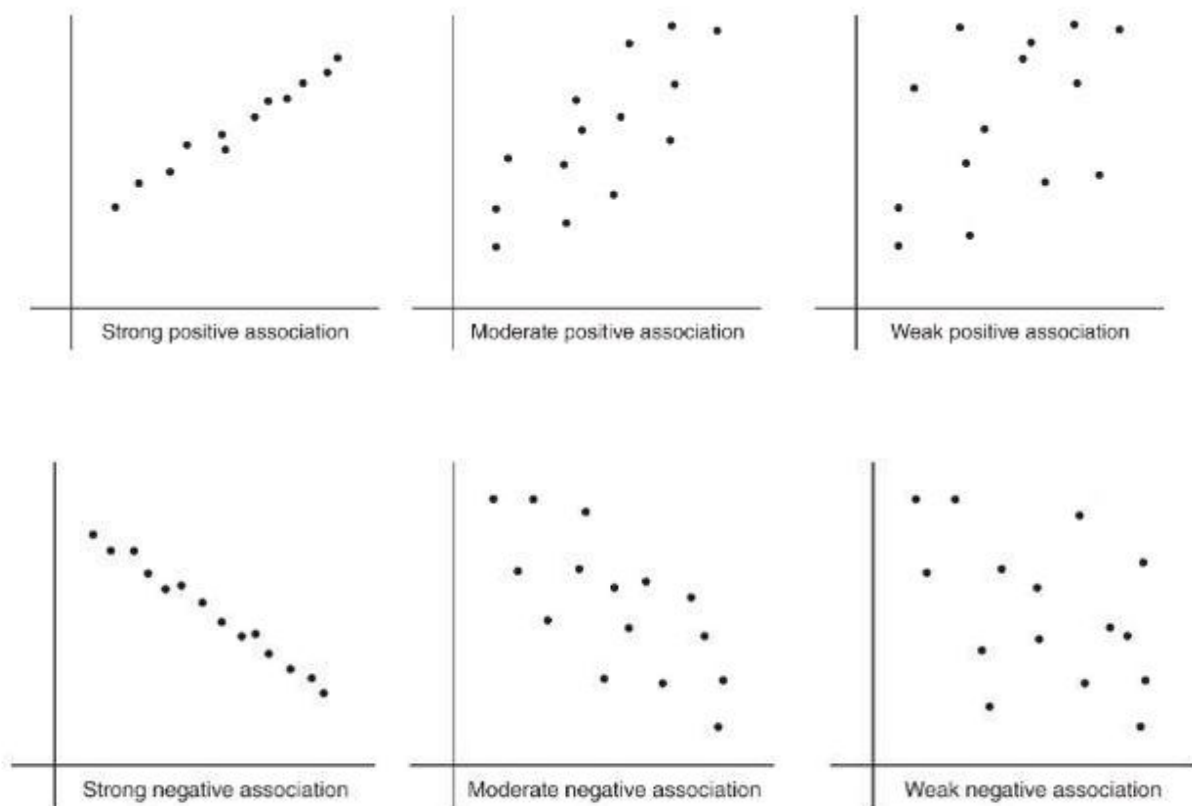 Strong positive association
Moderate positive association
Weak positive association
Strong negative association
Moderate negative association
Weak negative association